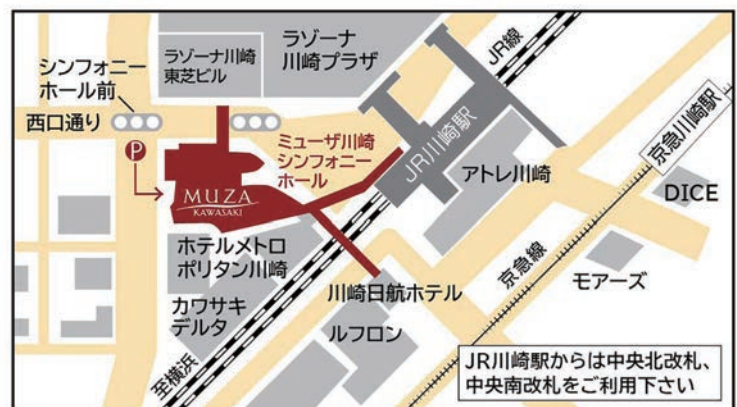 ラゾーナ川崎
東芝ビル
ラゾーナ
川崎プラザ
JR線
シンフォニー
ホール前
西口通り
P
ミューザ川崎
シンフォニー
ホール
MUZA
KAWASAKI
JR川崎駅
アトレ川崎
京急川崎駅
DICE
モアーズ
京急線
ホテルメトロ
ポリタン川崎
カワサキ
デルタ
川崎日航ホテル
ルフロン
至横浜
JR川崎駅からは中央北改札、
中央南改札をご利用下さい